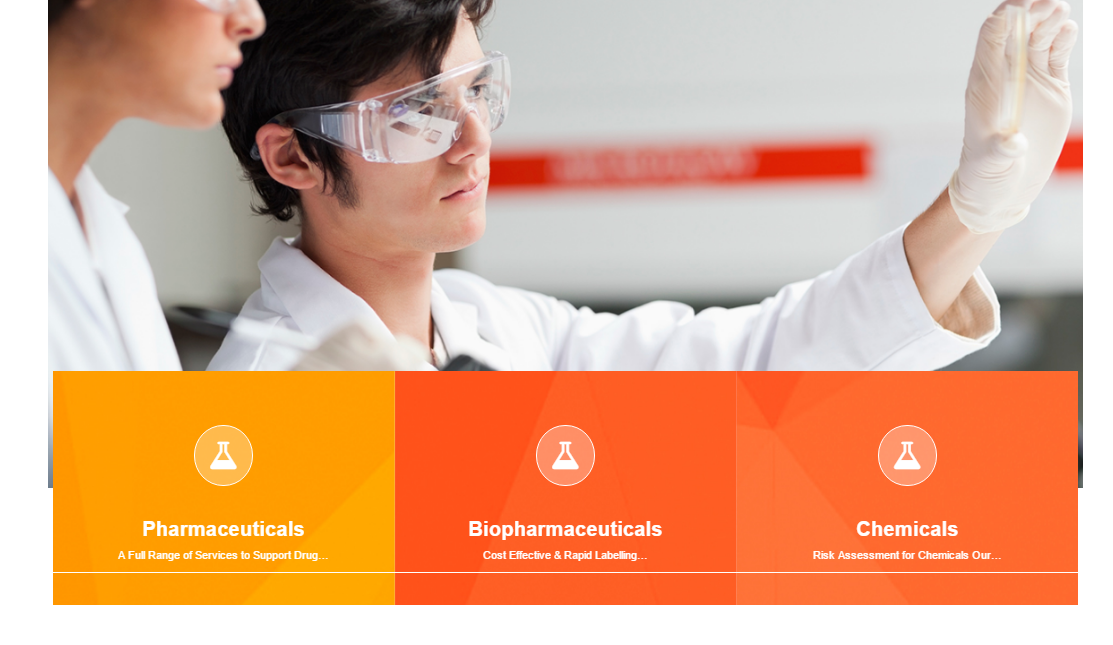 Pharmaceuticals
A Full Range of Services to Support Drug...
Biopharmaceuticals
Cost Effective & Rapid Labelling...
Chemicals
Risk Assessment for Chemicals Our...